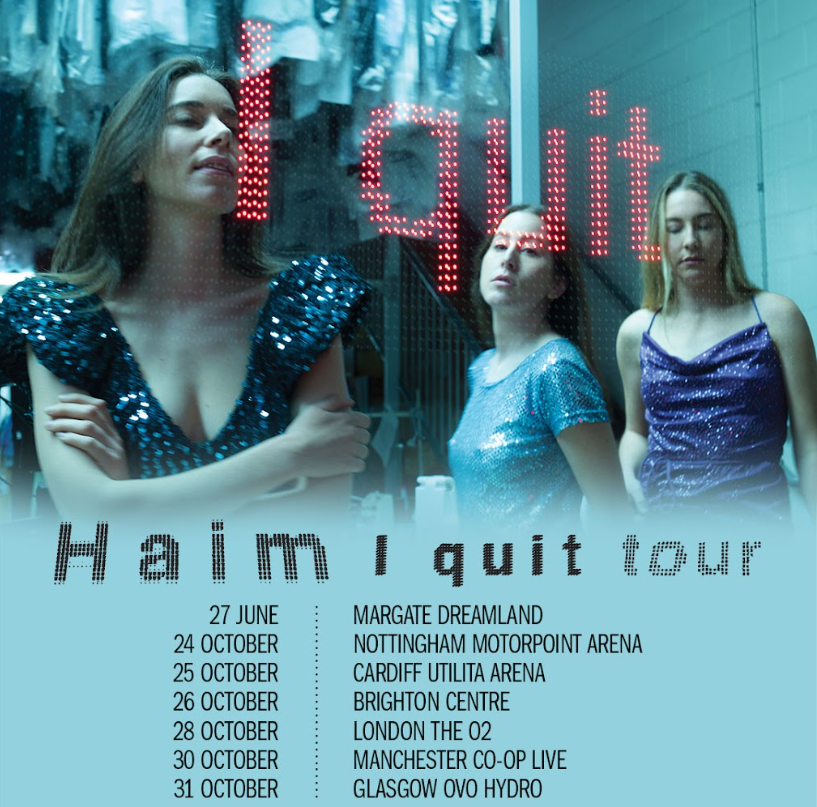 I quit
Haim I quit tour
27 JUNE MARGATE DREAMLAND
24 OCTOBER NOTTINGHAM MOTORPOINT ARENA
25 OCTOBER CARDIFF UTILITA ARENA
26 OCTOBER BRIGHTON CENTRE
28 OCTOBER LONDON THE O2
30 OCTOBER MANCHESTER CO-OP LIVE
31 OCTOBER GLASGOW OVO HYDRO